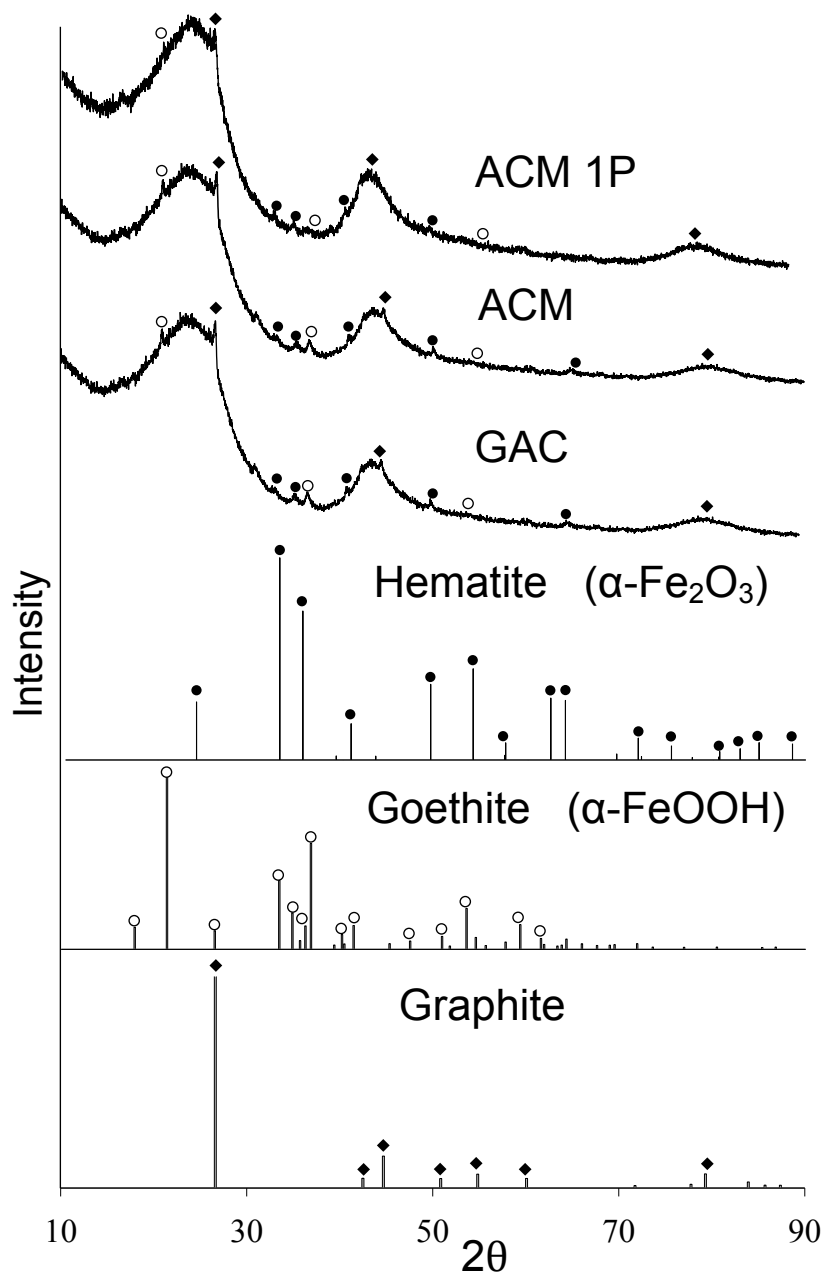 ACM 1P
ACM
GAC
Hematite (α-Fe₂O₃)
Goethite (α-FeOOH)
Graphite
Intensity
10 30 50 70 90
2θ